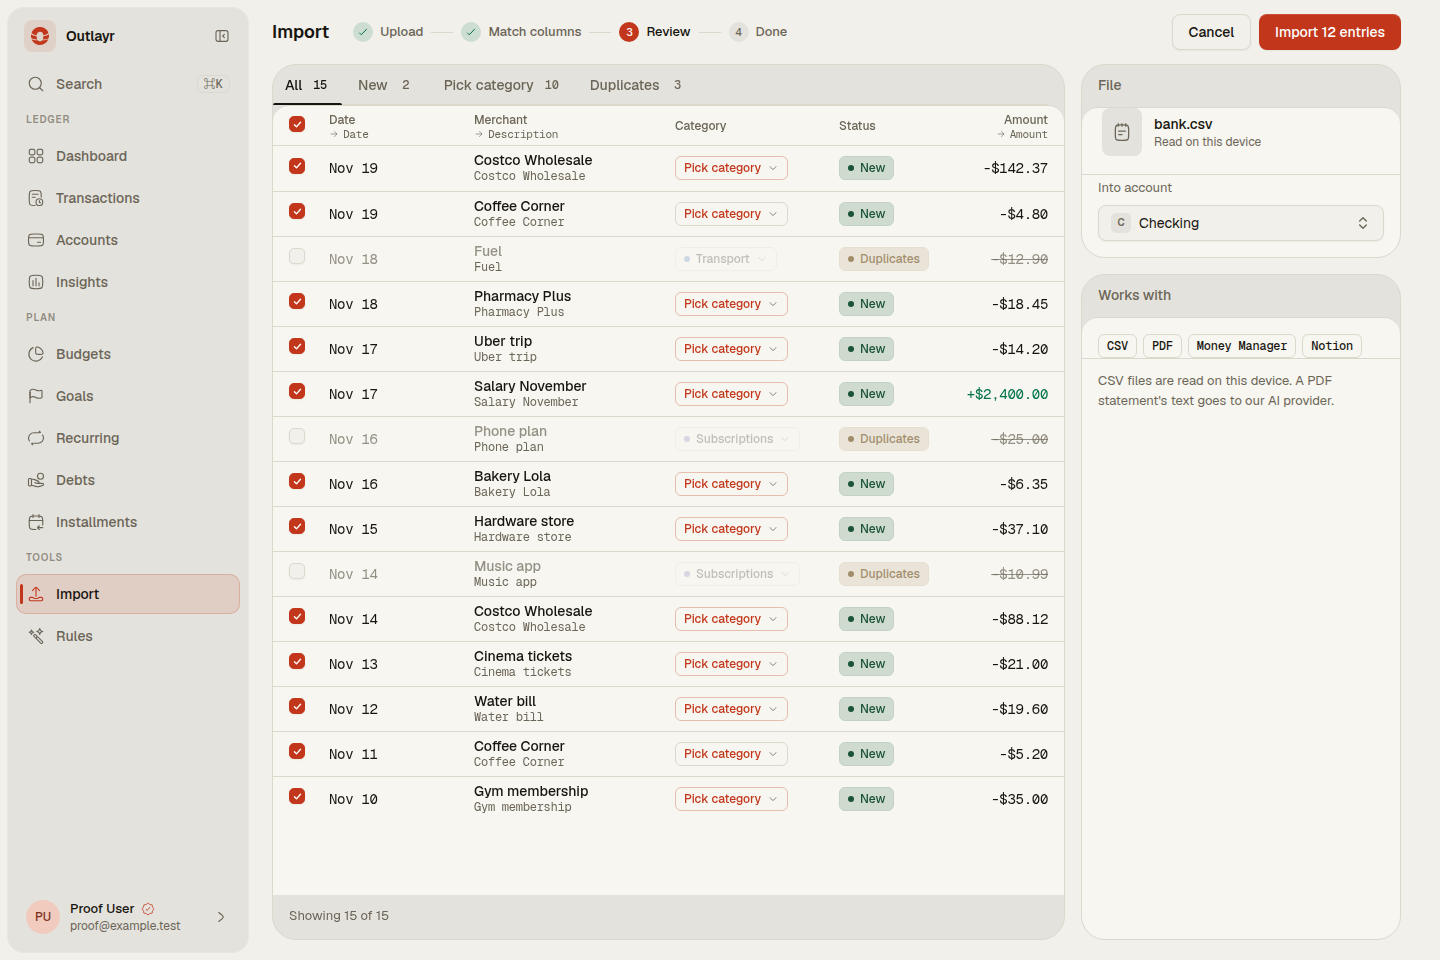 Outlayr
Search ⌘K
LEDGER
Dashboard
Transactions
Accounts
Insights
PLAN
Budgets
Goals
Recurring
Debts
Installments
TOOLS
Import
Rules
PU
Proof User
proof@example.test
Import
Upload
Match columns
3 Review
4 Done
Cancel
Import 12 entries
All 15
New 2
Pick category 10
Duplicates 3
Date Merchant Category Status Amount
→ Date → Description → Amount
Nov 19 Costco Wholesale Pick category New -$142.37
Costco Wholesale
Nov 19 Coffee Corner Pick category New -$4.80
Coffee Corner
Nov 18 Fuel Transport Duplicates -$12.90
Fuel
Nov 18 Pharmacy Plus Pick category New -$18.45
Pharmacy Plus
Nov 17 Uber trip Pick category New -$14.20
Uber trip
Nov 17 Salary November Pick category New +$2,400.00
Salary November
Nov 16 Phone plan Subscriptions Duplicates -$25.00
Phone plan
Nov 16 Bakery Lola Pick category New -$6.35
Bakery Lola
Nov 15 Hardware store Pick category New -$37.10
Hardware store
Nov 14 Music app Subscriptions Duplicates -$10.99
Music app
Nov 14 Costco Wholesale Pick category New -$88.12
Costco Wholesale
Nov 13 Cinema tickets Pick category New -$21.00
Cinema tickets
Nov 12 Water bill Pick category New -$19.60
Water bill
Nov 11 Coffee Corner Pick category New -$5.20
Coffee Corner
Nov 10 Gym membership Pick category New -$35.00
Gym membership
Showing 15 of 15
File
bank.csv
Read on this device
Into account
C Checking
Works with
CSV PDF Money Manager Notion
CSV files are read on this device. A PDF
statement's text goes to our AI provider.